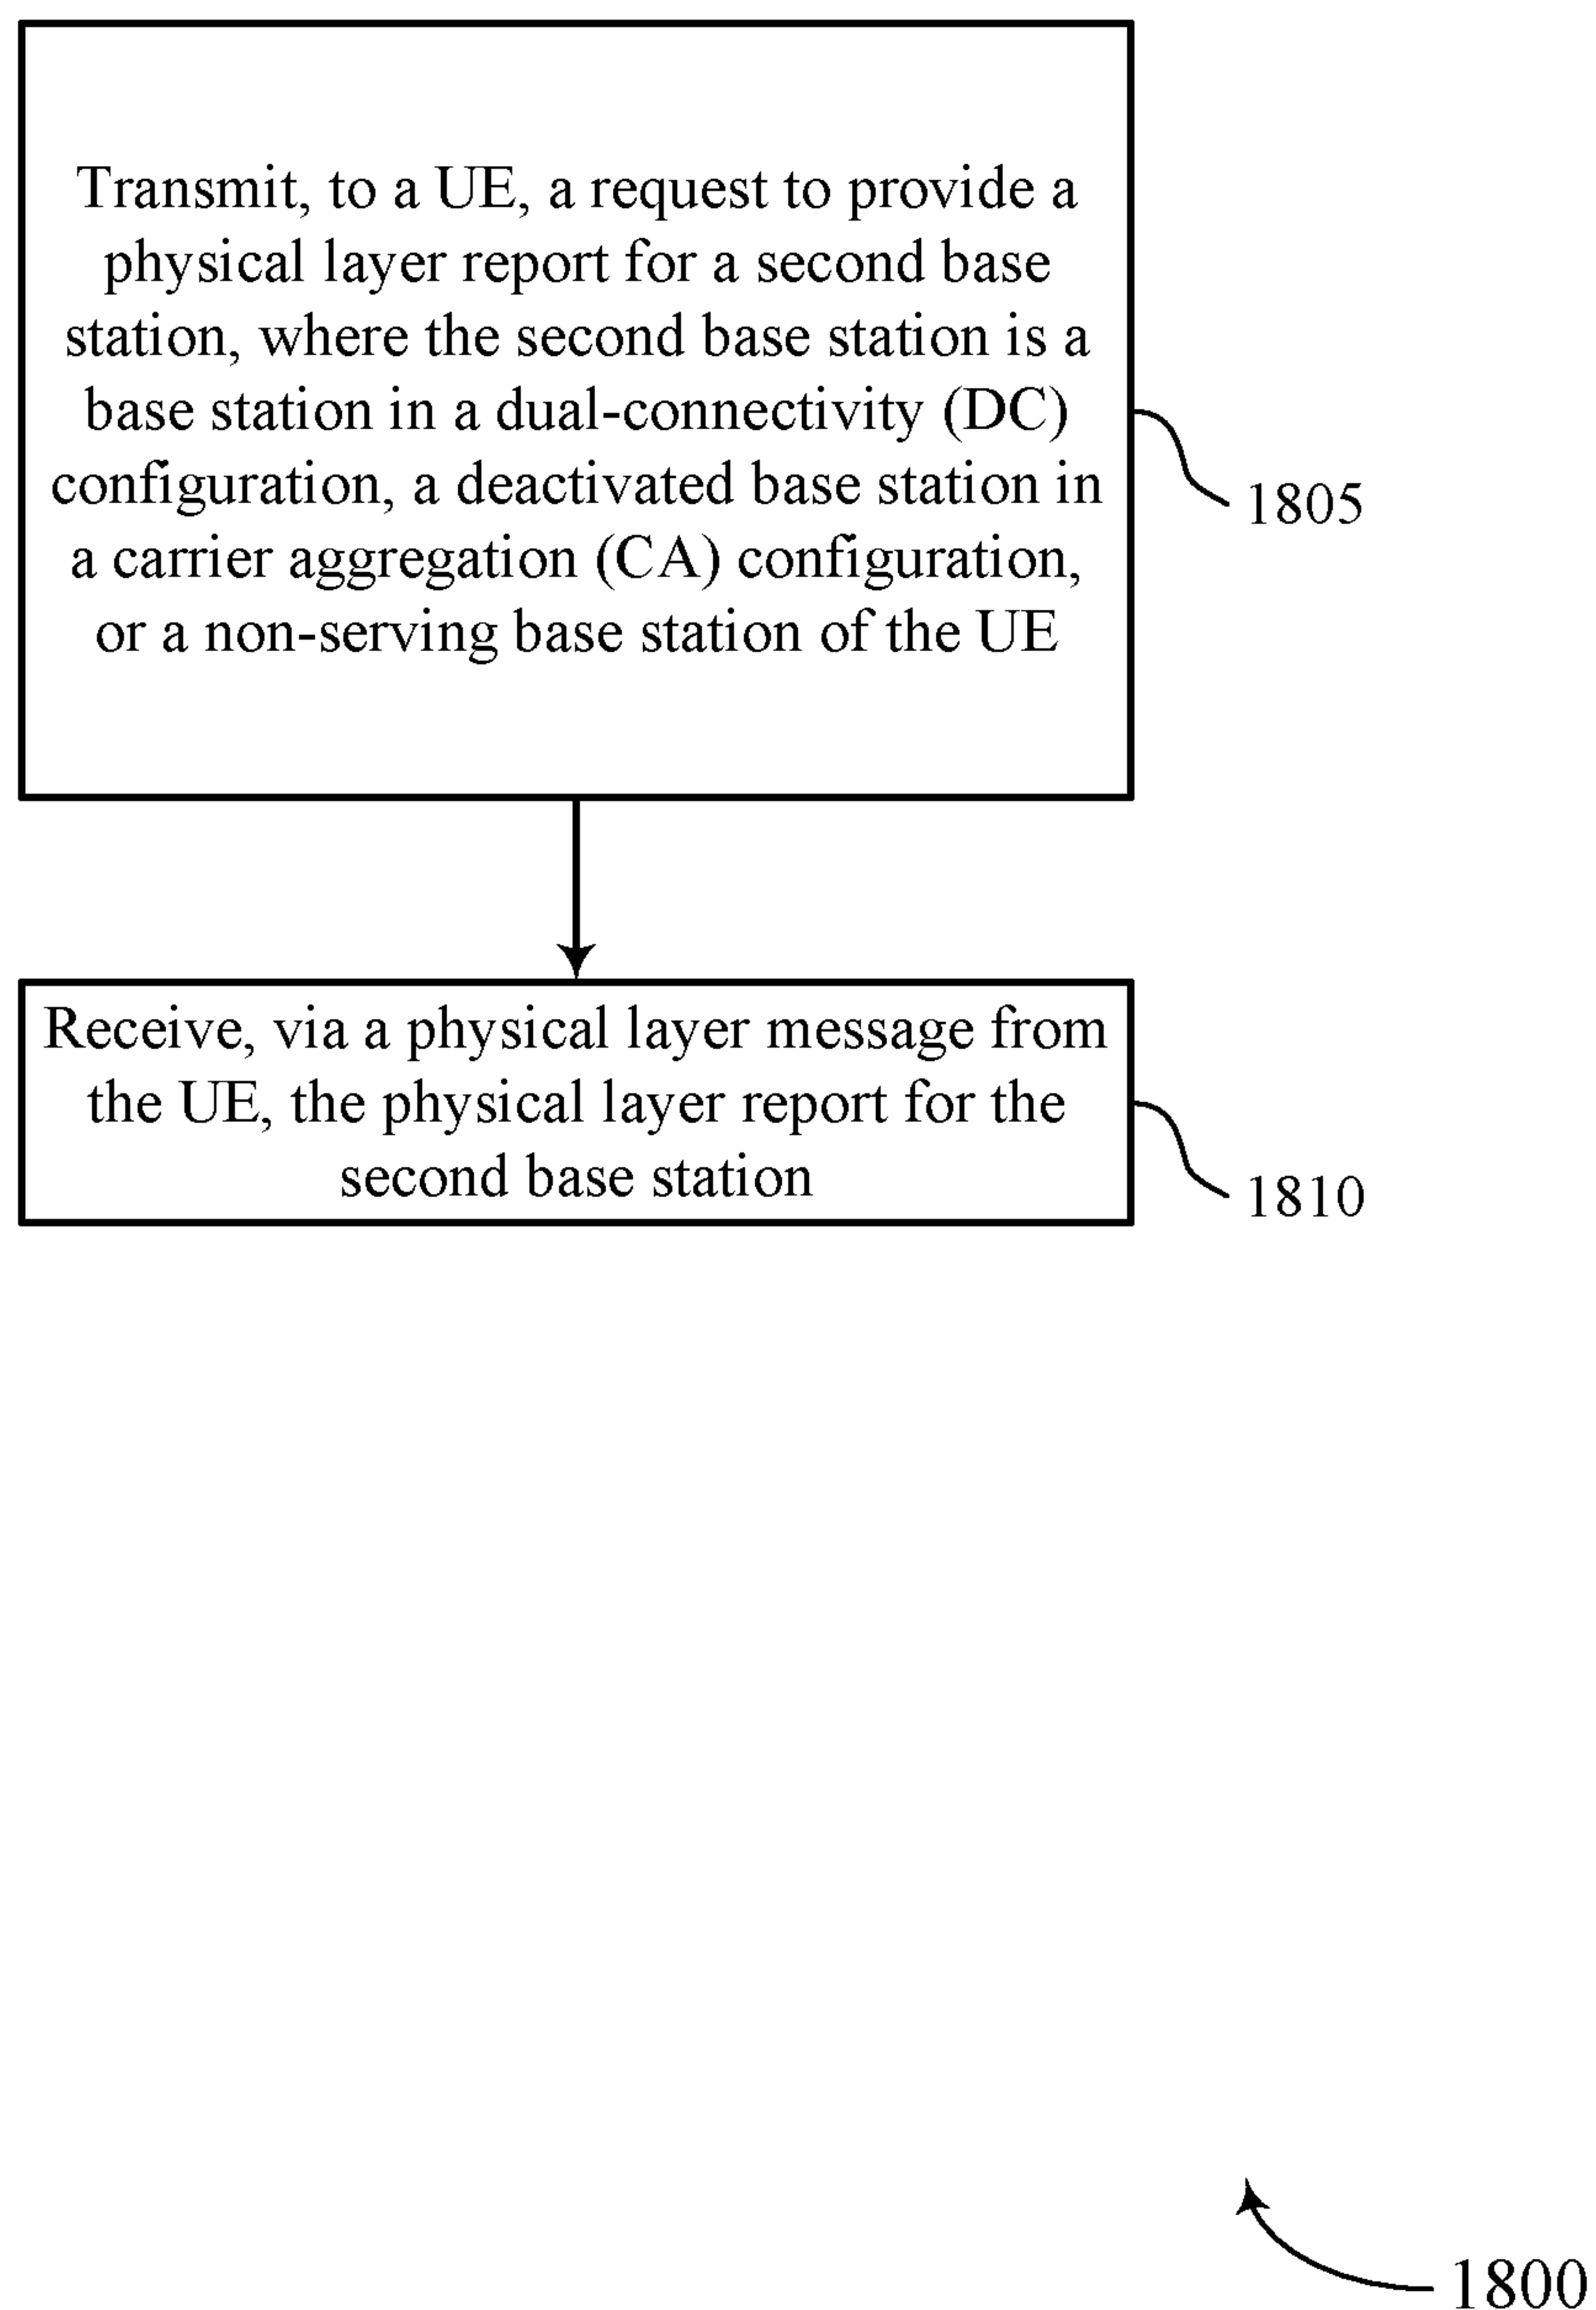 Transmit, to a UE, a request to provide a
physical layer report for a second base
station, where the second base station is a
base station in a dual-connectivity (DC)
configuration, a deactivated base station in
a carrier aggregation (CA) configuration,
or a non-serving base station of the UE
1805
Receive, via a physical layer message from
the UE, the physical layer report for the
second base station
1810
1800